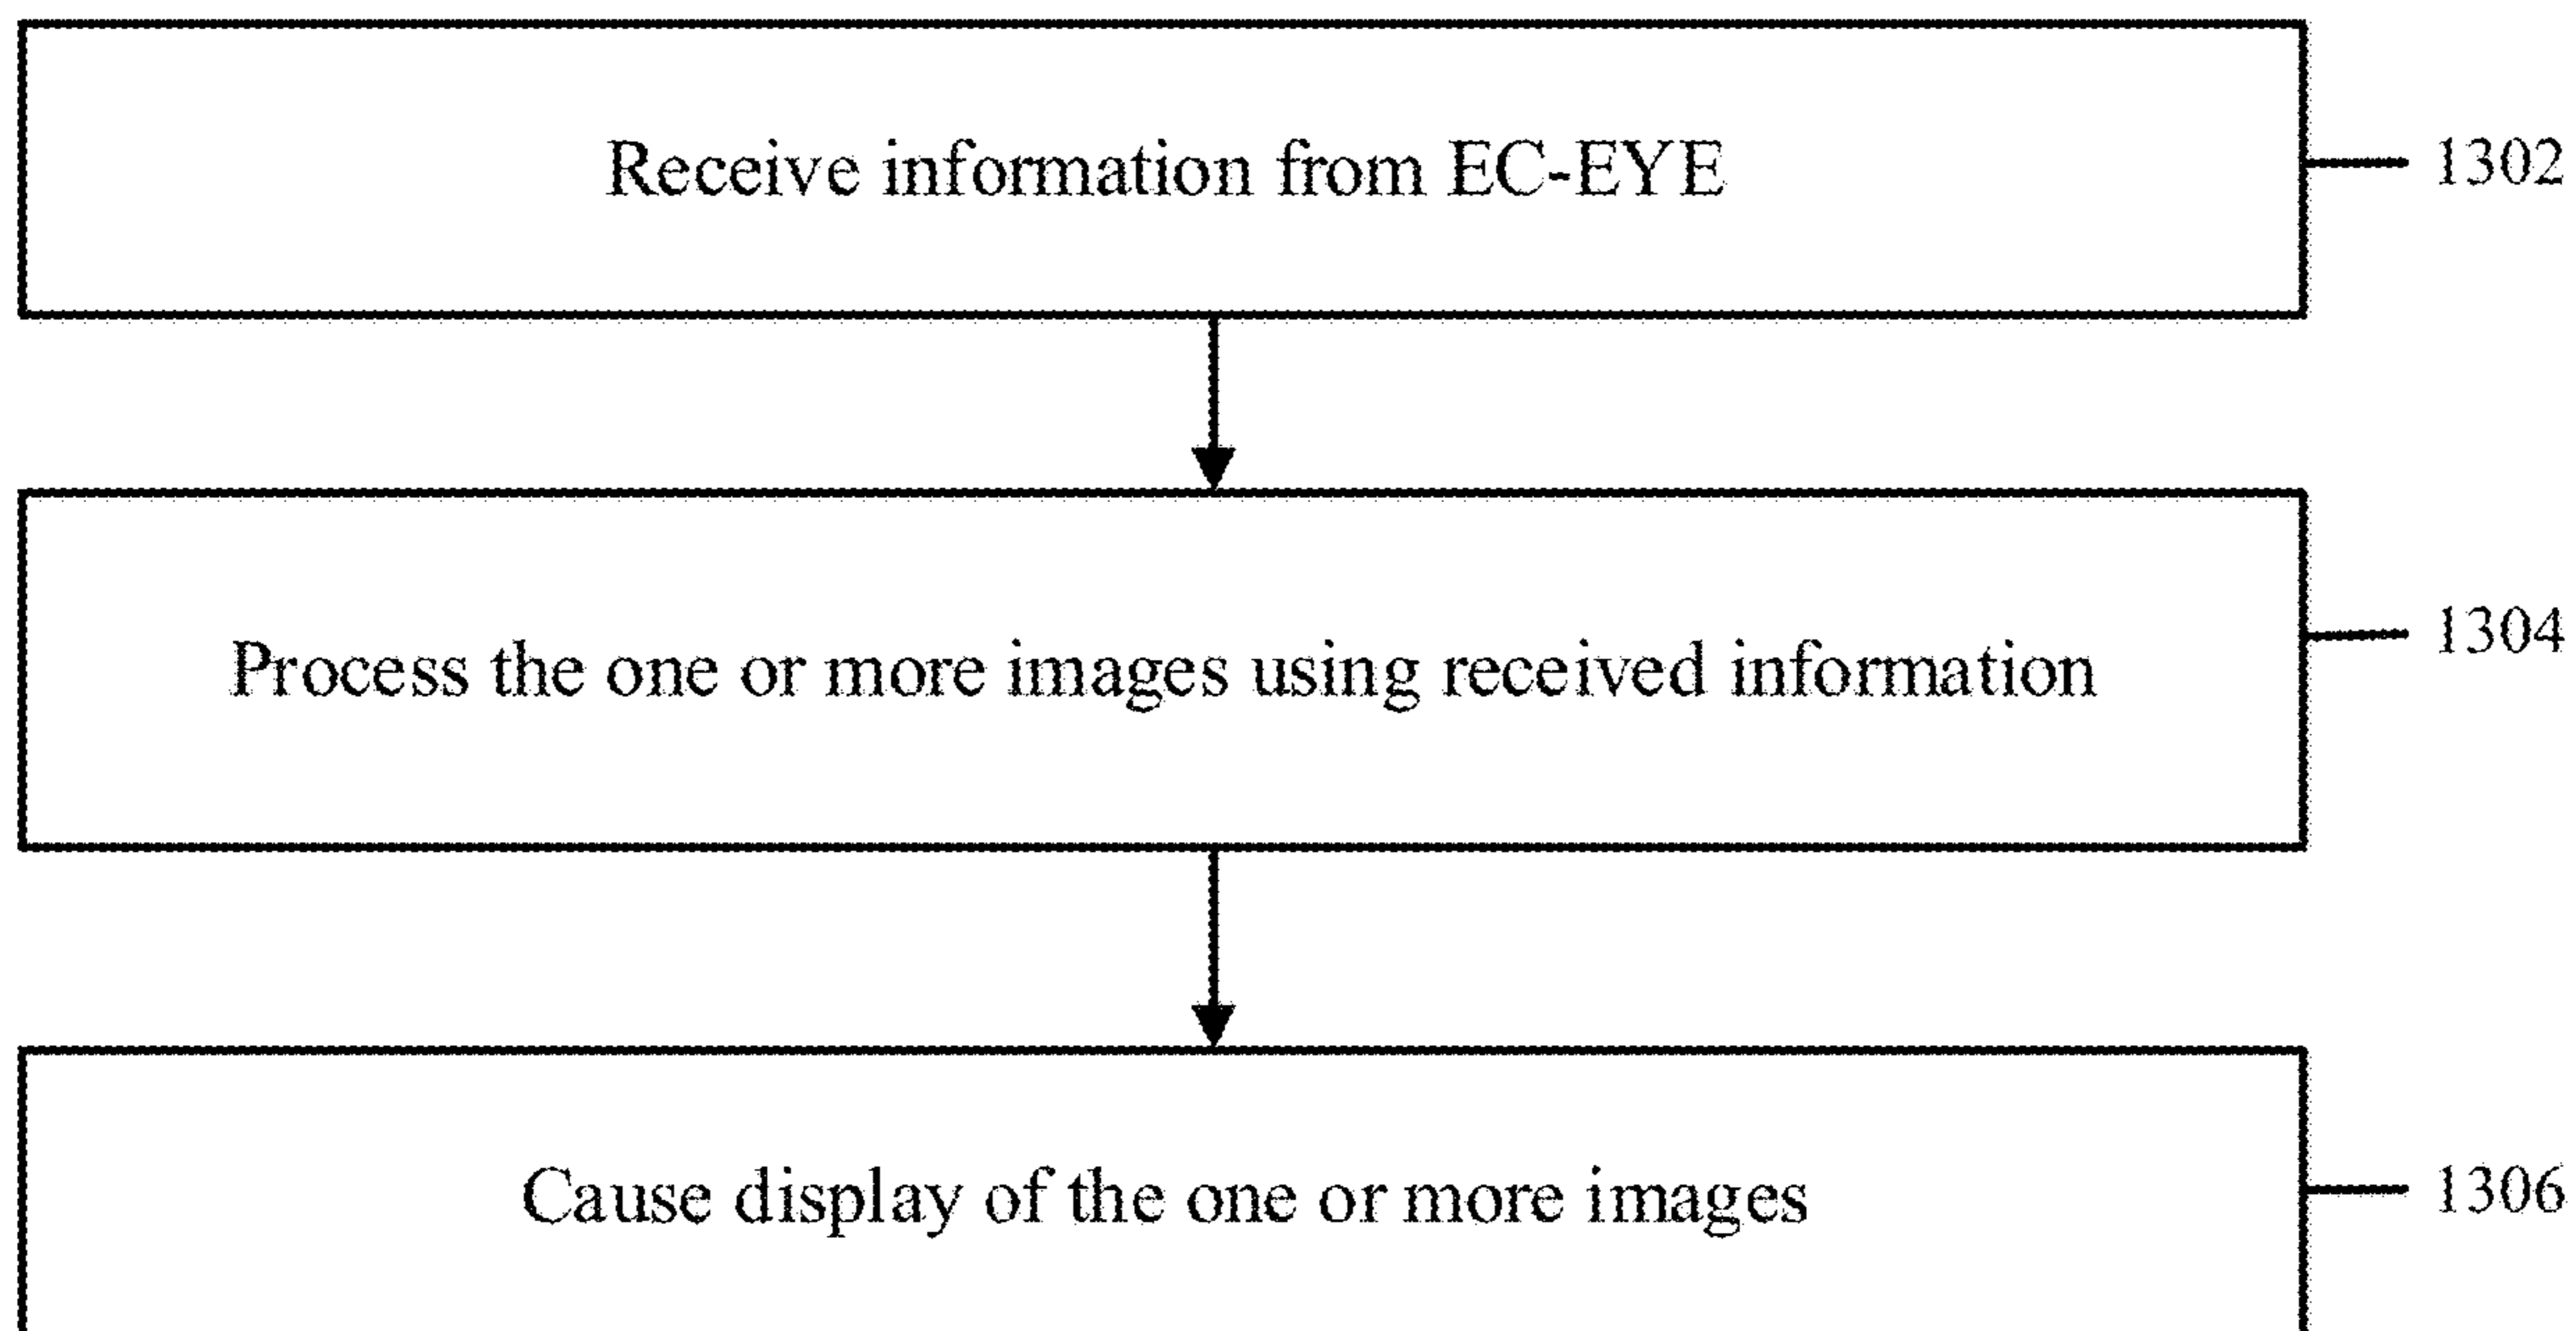 Receive information from EC-EYE
1302
Process the one or more images using received information
1304
Cause display of the one or more images
1306